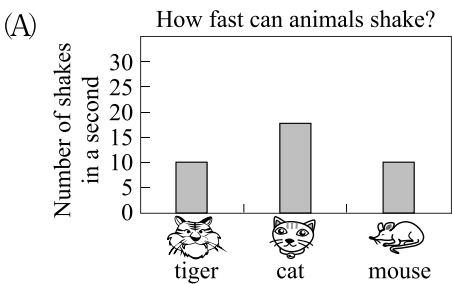 (A)
How fast can animals shake?
Number of shakes
in a second
30
25
20
15
10
5
0
tiger
cat
mouse